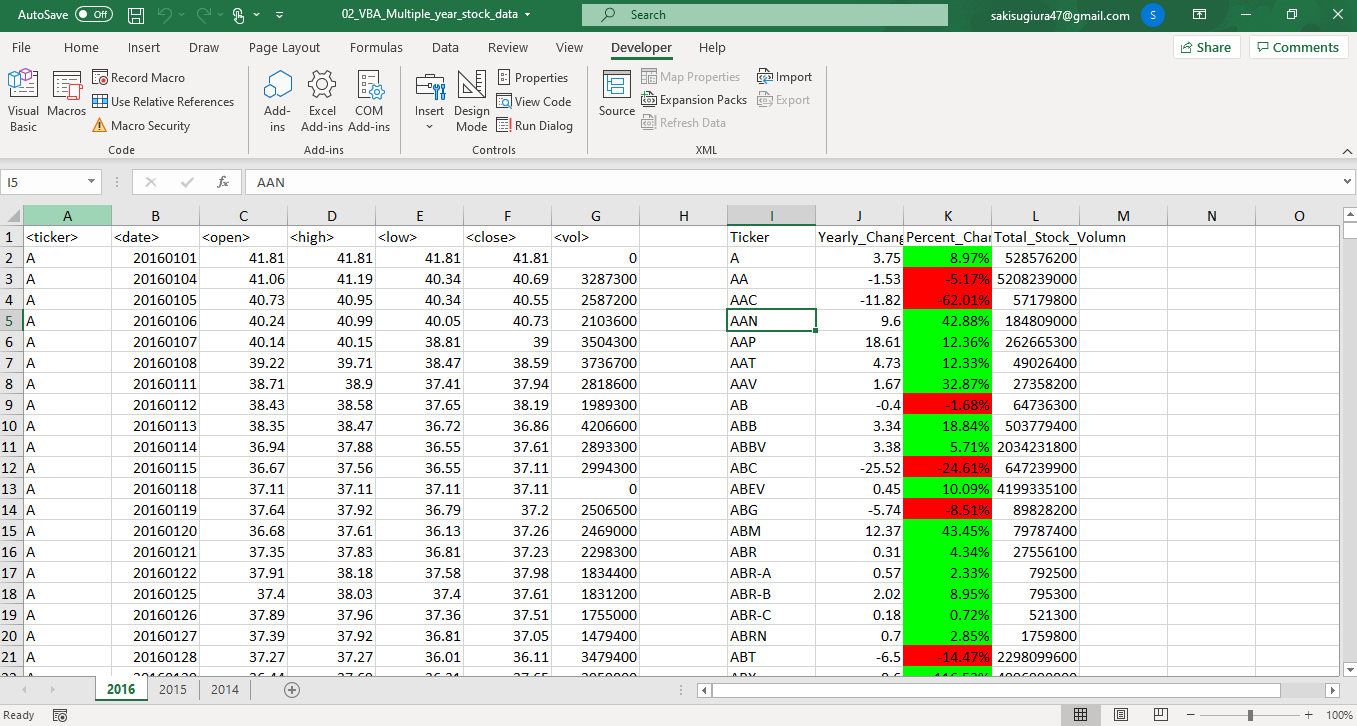 AutoSave Off 02_VBA_Multiple_year_stock_data Search sakisugiura47@gmail.com S
File Home Insert Draw Page Layout Formulas Data Review View Developer Help Share Comments
Visual Basic Macros Record Macro Use Relative References Macro Security
Code
Add-ins Excel Add-ins COM Add-ins
Add-ins
Insert Design Mode Properties View Code Run Dialog
Controls
Source Map Properties Expansion Packs Refresh Data Import Export
XML
I5 fx AAN
A B C D E F G H I J K L M N O
1 <ticker> <date> <open> <high> <low> <close> <vol> Ticker Yearly_Chang Percent_Chan Total_Stock_Volumn
2 A 20160101 41.81 41.81 41.81 41.81 0 A 3.75 8.97% 528576200
3 A 20160104 41.06 41.19 40.34 40.69 3287300 AA -1.53 -5.17% 5208239000
4 A 20160105 40.73 40.95 40.34 40.55 2587200 AAC -11.82 -62.01% 57179800
5 A 20160106 40.24 40.99 40.05 40.73 2103600 AAN 9.6 42.88% 184809000
6 A 20160107 40.14 40.15 38.81 39 3504300 AAP 18.61 12.36% 262665300
7 A 20160108 39.22 39.71 38.47 38.59 3736700 AAT 4.73 12.33% 49026400
8 A 20160111 38.71 38.9 37.41 37.94 2818600 AAV 1.67 32.87% 27358200
9 A 20160112 38.43 38.58 37.65 38.19 1989300 AB -0.4 -1.68% 64736300
10 A 20160113 38.35 38.47 36.72 36.86 4206600 ABB 3.34 18.84% 503779400
11 A 20160114 36.94 37.88 36.55 37.61 2893300 ABBV 3.38 5.71% 2034231800
12 A 20160115 36.67 37.56 36.55 37.11 2994300 ABC -25.52 -24.61% 647239900
13 A 20160118 37.11 37.11 37.11 37.11 0 ABEV 0.45 10.09% 4199335100
14 A 20160119 37.64 37.92 36.79 37.2 2506500 ABG -5.74 -8.51% 89828200
15 A 20160120 36.68 37.61 36.13 37.26 2469000 ABM 12.37 43.45% 79787400
16 A 20160121 37.35 37.83 36.81 37.23 2298300 ABR 0.31 4.34% 27556100
17 A 20160122 37.91 38.18 37.58 37.98 1834400 ABR-A 0.57 2.33% 792500
18 A 20160125 37.4 38.03 37.4 37.61 1831200 ABR-B 2.02 8.95% 795300
19 A 20160126 37.89 37.96 37.36 37.51 1755000 ABR-C 0.18 0.72% 521300
20 A 20160127 37.39 37.92 36.81 37.05 1479400 ABRN 0.7 2.85% 1759800
21 A 20160128 37.27 37.27 36.01 36.11 3479400 ABT -6.5 -14.47% 2298099600
2016 2015 2014
Ready 100%